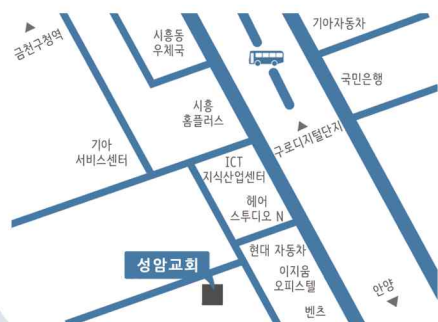 금천구청역
시흥동
우체국
기아자동차
국민은행
시흥
홈플러스
구로디지털단지
기아
서비스센터
ICT
지식산업센터
헤어
스투디오 N
현대 자동차
성암교회
이지움
오피스텔
안양
벤츠